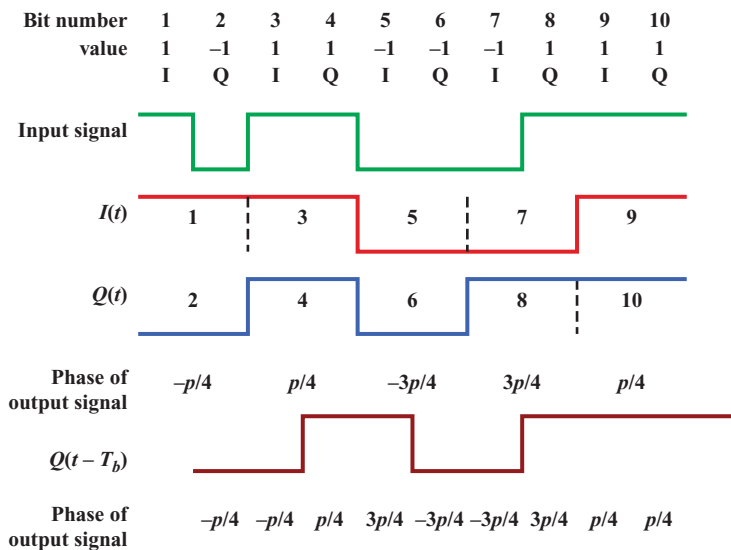 Bit number 1 2 3 4 5 6 7 8 9 10
value 1 –1 1 1 –1 –1 –1 1 1 1
I Q I Q I Q I Q I Q
Input signal
I(t) 1 3 5 7 9
Q(t) 2 4 6 8 10
Phase of
output signal –p/4 p/4 –3p/4 3p/4 p/4
Q(t – Tb)
Phase of
output signal –p/4 –p/4 p/4 3p/4 –3p/4 –3p/4 3p/4 p/4 p/4